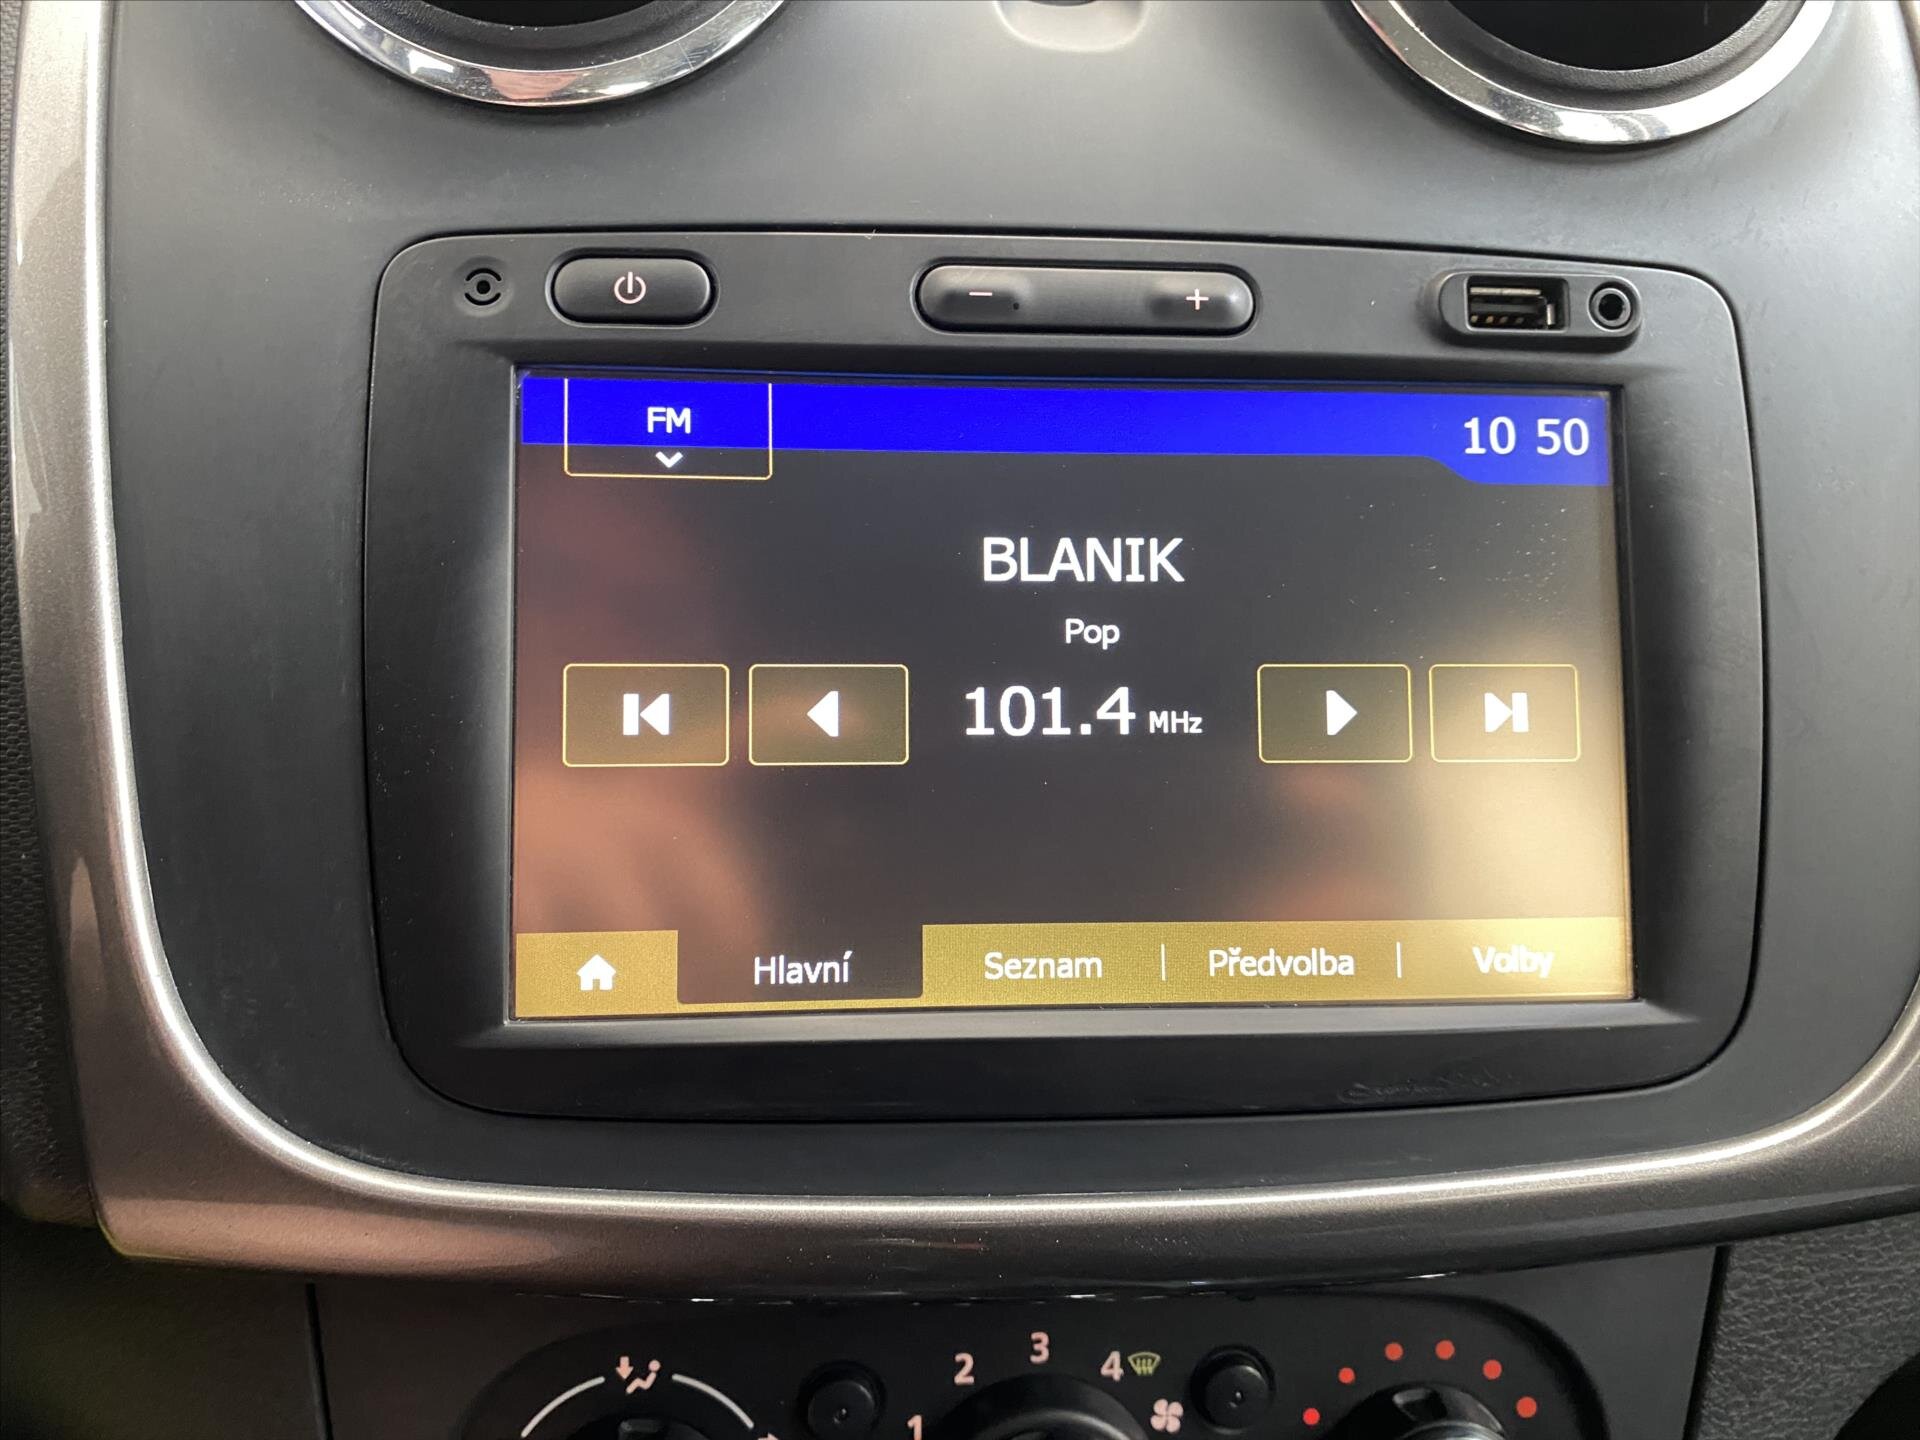 FM
10 50
BLANIK
Pop
101.4 MHz
Hlavní
Seznam
Předvolba
Volby
1
2
3
4